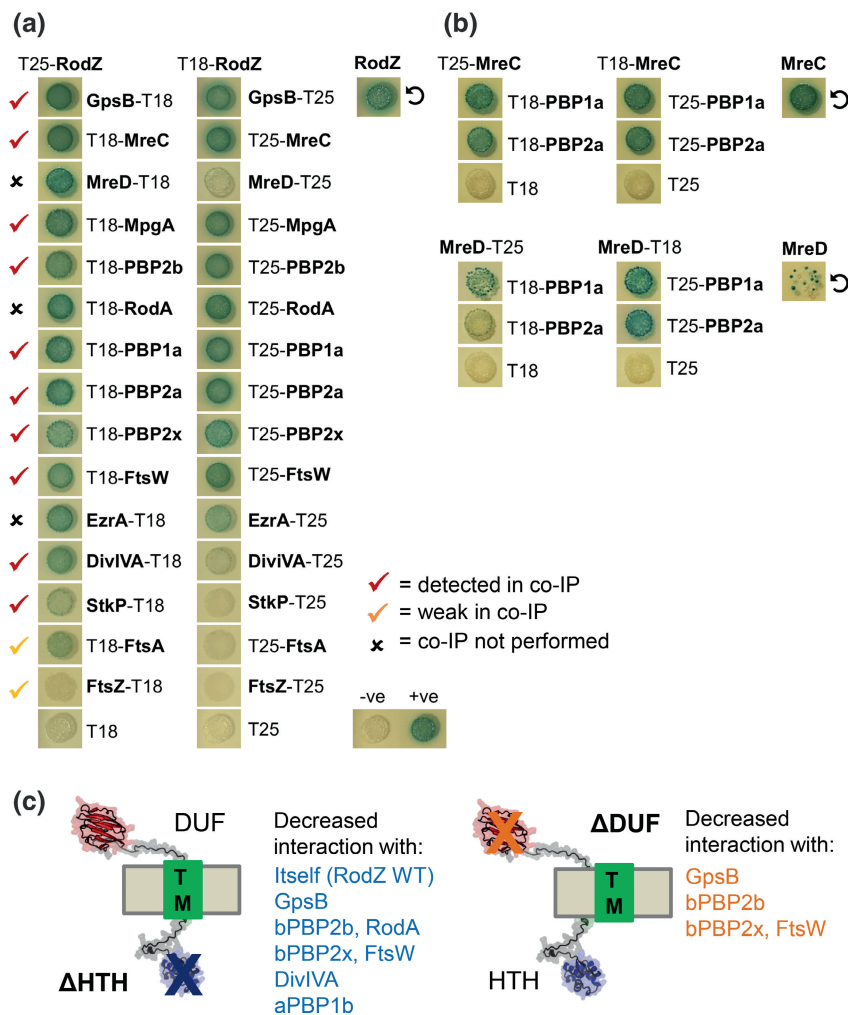 (a)
T25-RodZ T18-RodZ RodZ
GpsB-T18 GpsB-T25
T18-MreC T25-MreC
MreD-T18 MreD-T25
T18-MpgA T25-MpgA
T18-PBP2b T25-PBP2b
T18-RodA T25-RodA
T18-PBP1a T25-PBP1a
T18-PBP2a T25-PBP2a
T18-PBP2x T25-PBP2x
T18-FtsW T25-FtsW
EzrA-T18 EzrA-T25
DivIVA-T18 DiviVA-T25
StkP-T18 StkP-T25
T18-FtsA T25-FtsA
FtsZ-T18 FtsZ-T25
T18 T25
(b)
T25-MreC T18-MreC MreC
T18-PBP1a T25-PBP1a
T18-PBP2a T25-PBP2a
T18 T25
MreD-T25 MreD-T18 MreD
T18-PBP1a T25-PBP1a
T18-PBP2a T25-PBP2a
T18 T25
✓ = detected in co-IP
✓ = weak in co-IP
✗ = co-IP not performed
-ve +ve
(c)
DUF
T
M
ΔHTH
X
Decreased
interaction with:
Itself (RodZ WT)
GpsB
bPBP2b, RodA
bPBP2x, FtsW
DivIVA
aPBP1b
X
ΔDUF
T
M
HTH
Decreased
interaction with:
GpsB
bPBP2b
bPBP2x, FtsW